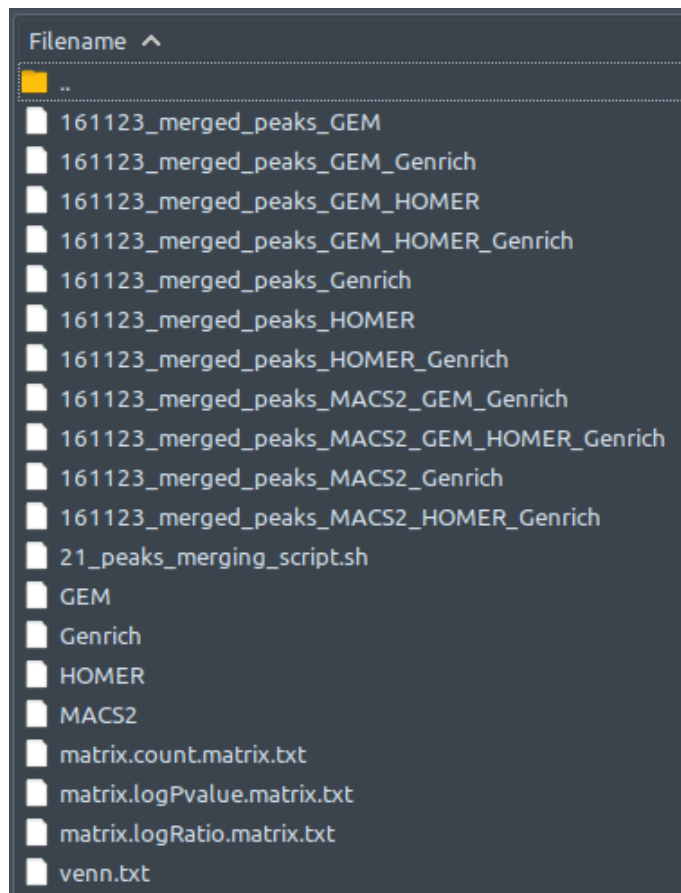 Filename
..
161123_merged_peaks_GEM
161123_merged_peaks_GEM_Genrich
161123_merged_peaks_GEM_HOMER
161123_merged_peaks_GEM_HOMER_Genrich
161123_merged_peaks_Genrich
161123_merged_peaks_HOMER
161123_merged_peaks_HOMER_Genrich
161123_merged_peaks_MACS2_GEM_Genrich
161123_merged_peaks_MACS2_GEM_HOMER_Genrich
161123_merged_peaks_MACS2_Genrich
161123_merged_peaks_MACS2_HOMER_Genrich
21_peaks_merging_script.sh
GEM
Genrich
HOMER
MACS2
matrix.count.matrix.txt
matrix.logPvalue.matrix.txt
matrix.logRatio.matrix.txt
venn.txt